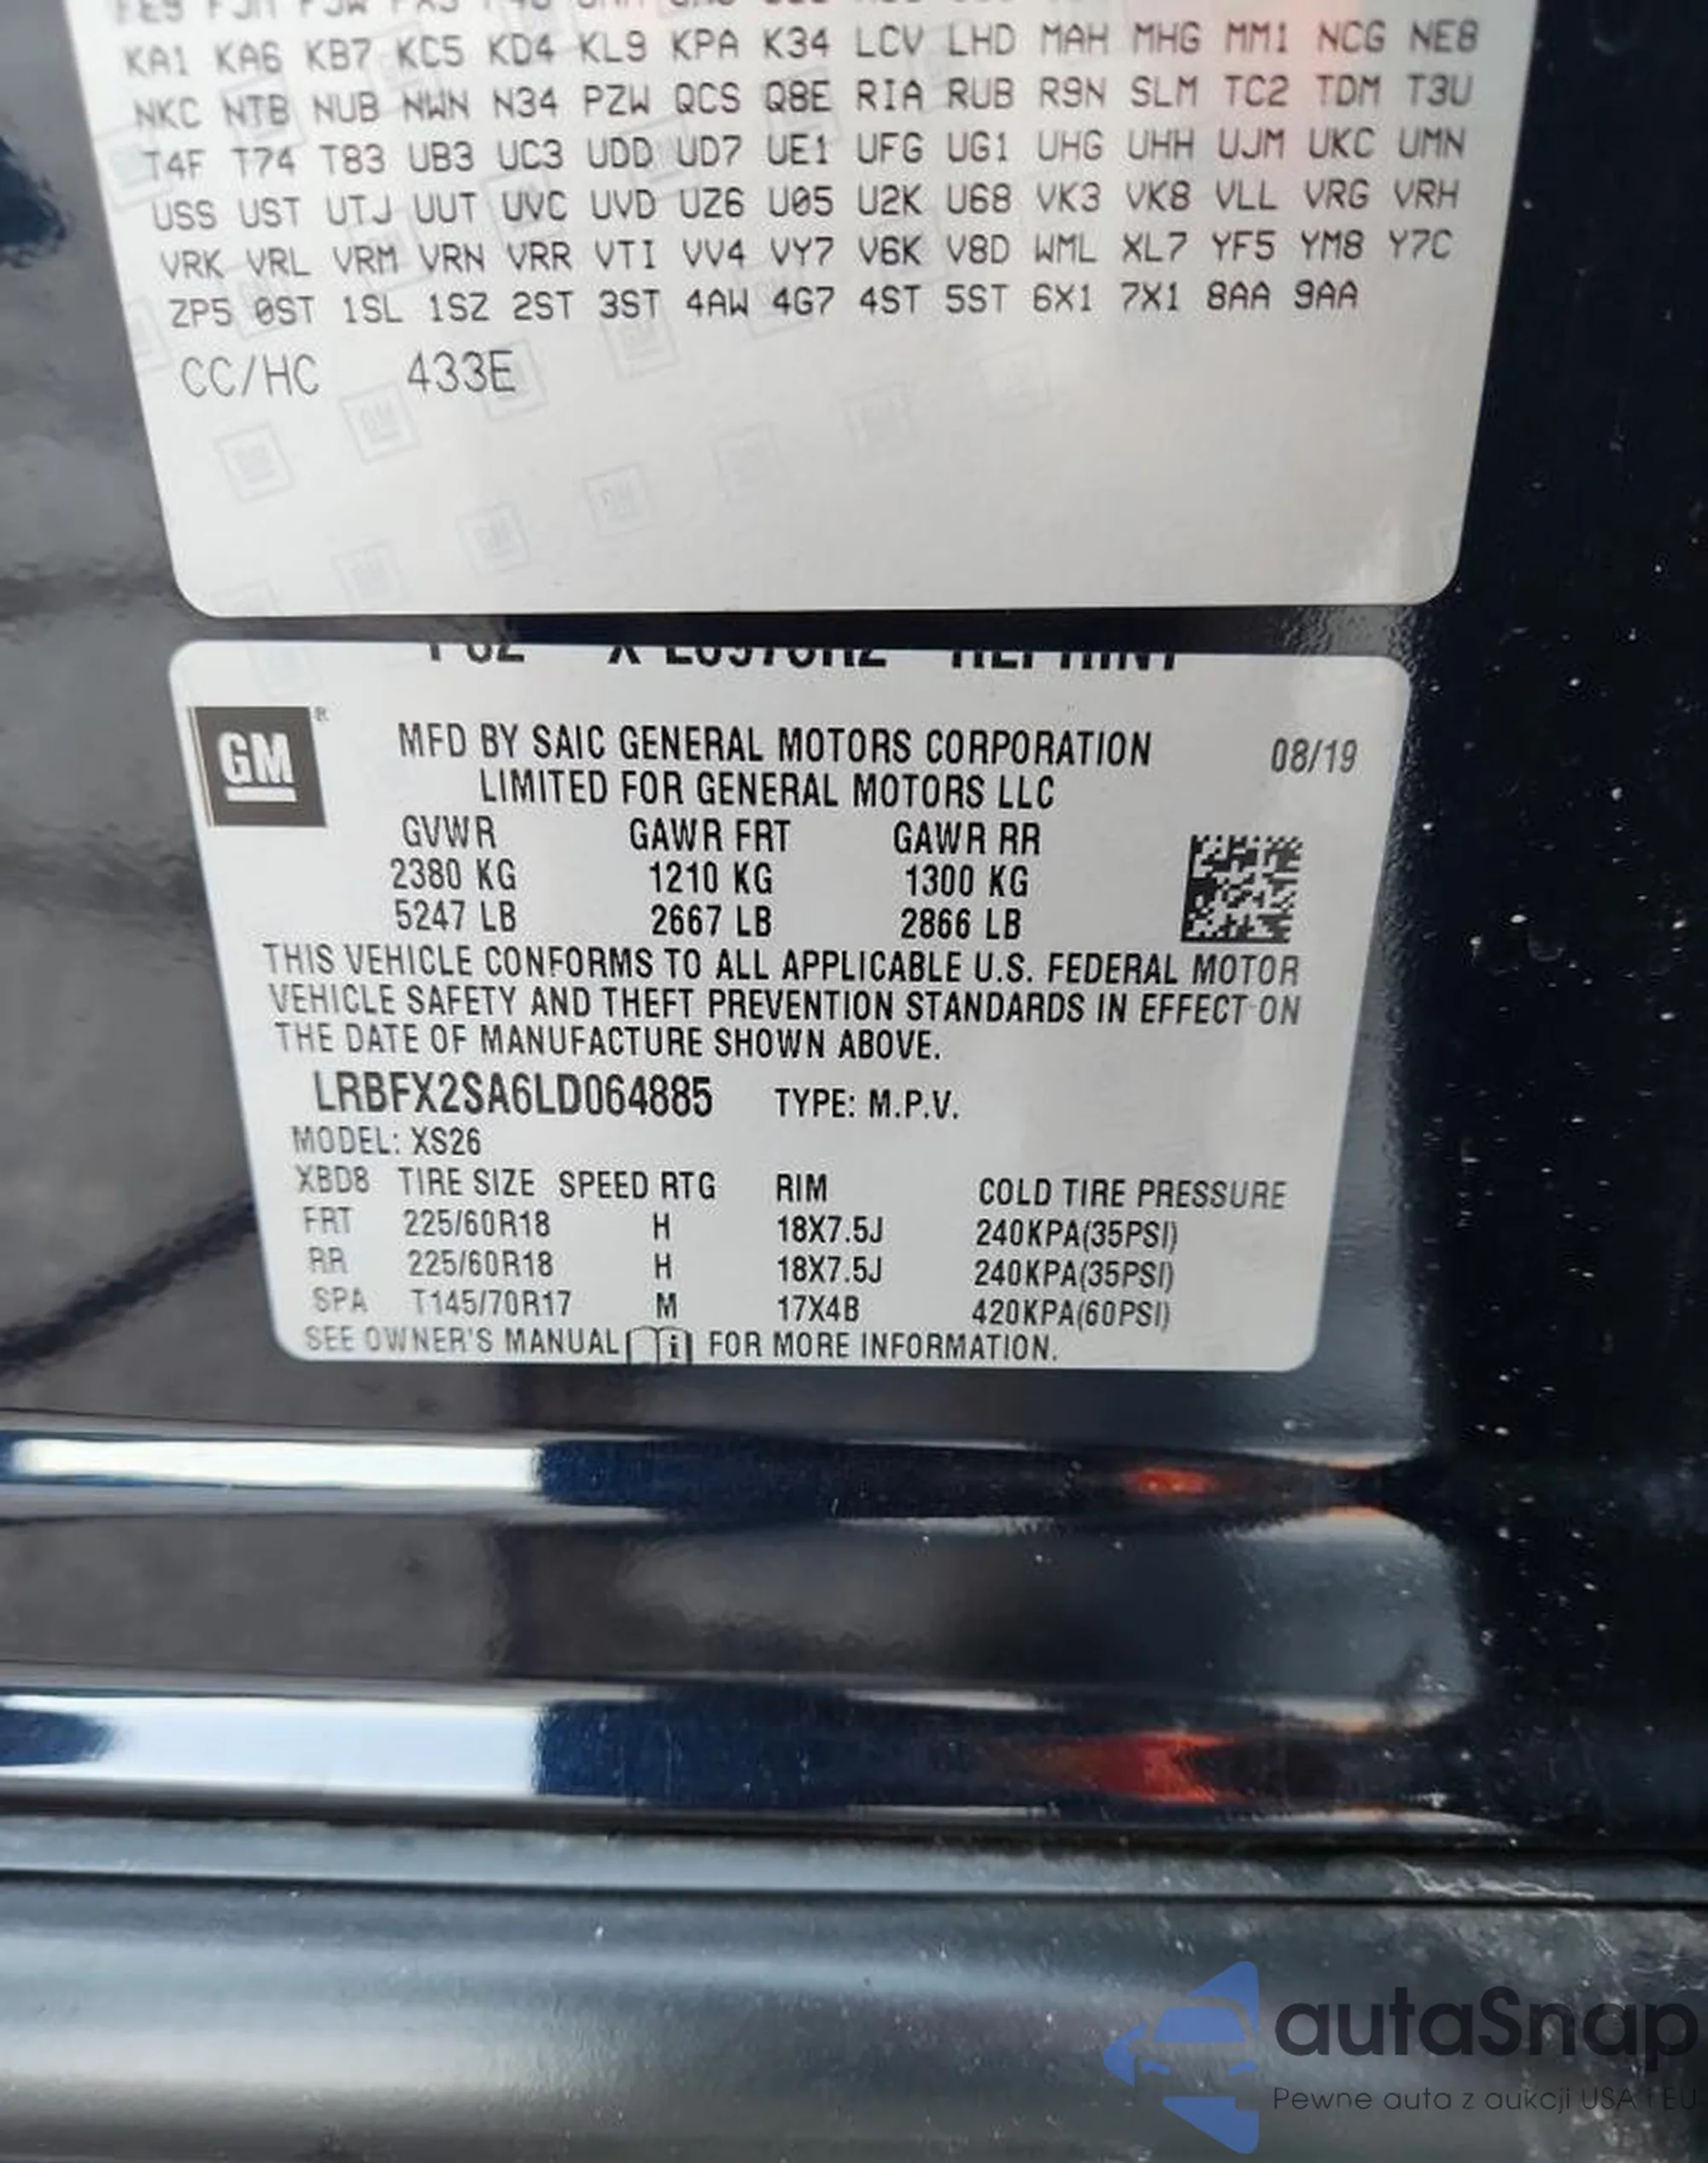 KA1 KA6 KB7 KC5 KD4 KL9 KPA K34 LCV LHD MAH MHG MM1 NCG NE8
NKC NTB NUB NWN N34 PZW QCS Q8E RIA RUB R9N SLM TC2 TDM T3U
T4F T74 T83 UB3 UC3 UDD UD7 UE1 UFG UG1 UHG UHH UJM UKC UMN
USS UST UTJ UUT UVC UVD UZ6 U05 U2K U68 VK3 VK8 VLL VRG VRH
VRK VRL VRM VRN VRR VTI VV4 VY7 V6K V8D WML XL7 YF5 YM8 Y7C
ZP5 0ST 1SL 1SZ 2ST 3ST 4AW 4G7 4ST 5ST 6X1 7X1 8AA 9AA
CC/HC 433E
REPRINT
GM ® MFD BY SAIC GENERAL MOTORS CORPORATION 08/19
LIMITED FOR GENERAL MOTORS LLC
GVWR GAWR FRT GAWR RR
2380 KG 1210 KG 1300 KG
5247 LB 2667 LB 2866 LB
THIS VEHICLE CONFORMS TO ALL APPLICABLE U.S. FEDERAL MOTOR
VEHICLE SAFETY AND THEFT PREVENTION STANDARDS IN EFFECT ON
THE DATE OF MANUFACTURE SHOWN ABOVE.
LRBFX2SA6LD064885 TYPE: M.P.V.
MODEL: XS26
XBD8 TIRE SIZE SPEED RTG RIM COLD TIRE PRESSURE
FRT 225/60R18 H 18X7.5J 240KPA(35PSI)
RR 225/60R18 H 18X7.5J 240KPA(35PSI)
SPA T145/70R17 M 17X4B 420KPA(60PSI)
SEE OWNER'S MANUAL i FOR MORE INFORMATION.
autaSnap
Pewne auta z aukcji USA i EU